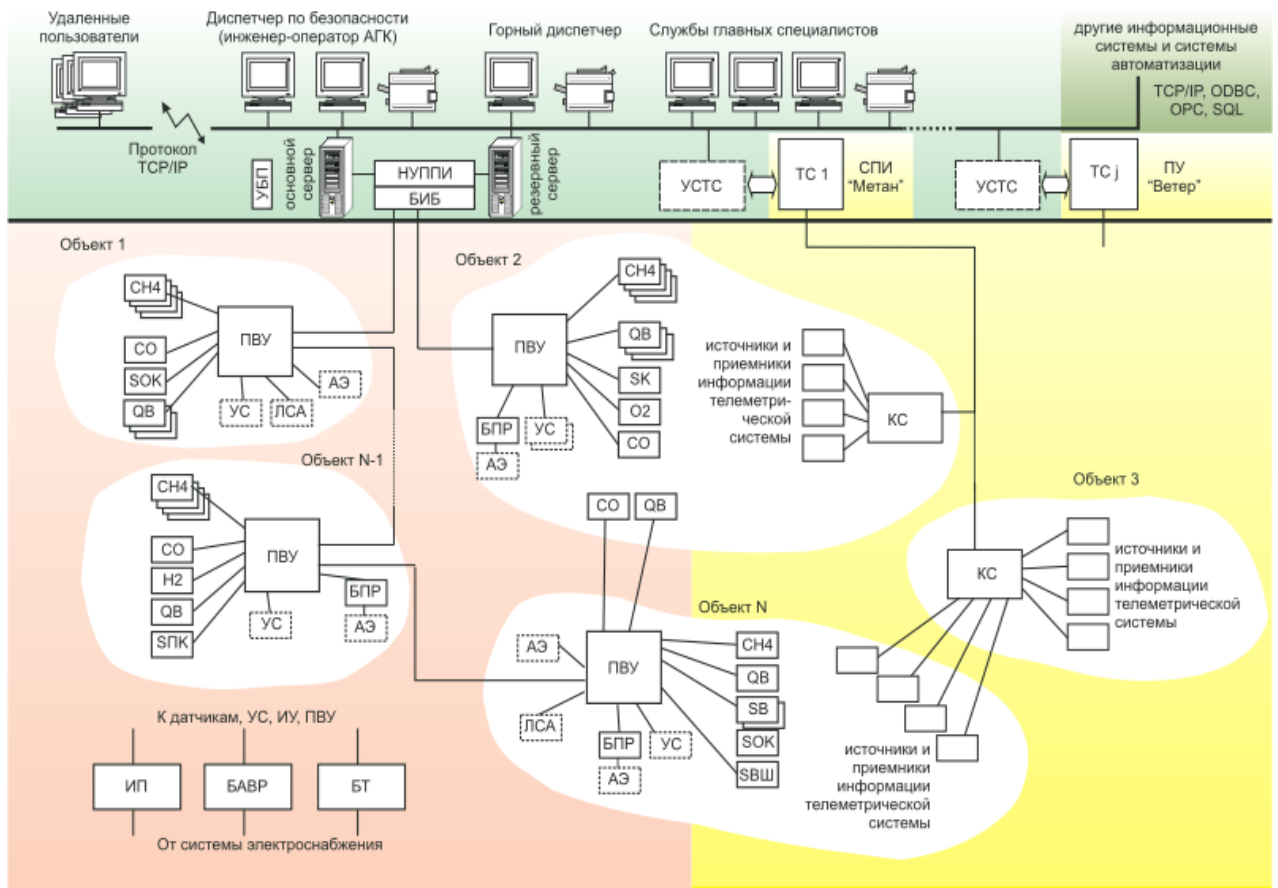 Удаленные
пользователи
Диспетчер по безопасности
(инженер-оператор АГК)
Горный диспетчер
Службы главных специалистов
другие информационные
системы и системы
автоматизации
TCP/IP, ODBC,
OPC, SQL
Протокол
TCP/IP
УБП
основной
сервер
НУППИ
БИБ
резервный
сервер
УСТС
ТС 1
СПИ
"Метан"
УСТС
ТС j
ПУ
"Ветер"
Объект 1
CH4
CO
SOK
QB
ПВУ
УС
ЛСА
АЭ
Объект 2
ПВУ
CH4
QB
SK
O2
CO
БПР
АЭ
УС
источники и
приемники
информации
телеметри-
ческой
системы
КС
Объект N-1
CH4
CO
H2
QB
SПК
ПВУ
УС
БПР
АЭ
Объект 3
КС
источники и
приемники
информации
телеметрической
системы
CO
QB
Объект N
АЭ
ЛСА
ПВУ
БПР
АЭ
УС
CH4
QB
SB
SOK
SBШ
источники и
приемники
информации
телеметрической
системы
К датчикам, УС, ИУ, ПВУ
ИП
БАВР
БТ
От системы электроснабжения